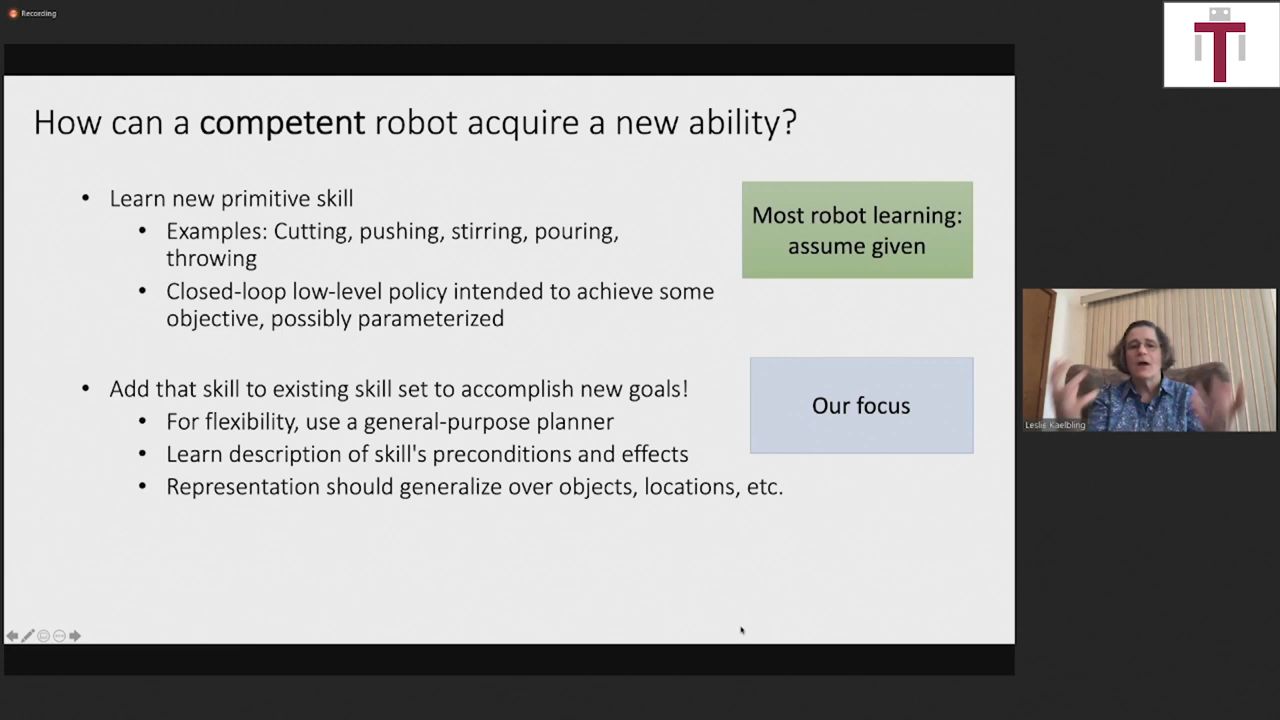 Recording
How can a competent robot acquire a new ability?
• Learn new primitive skill
• Examples: Cutting, pushing, stirring, pouring,
throwing
• Closed-loop low-level policy intended to achieve some
objective, possibly parameterized
Most robot learning:
assume given
• Add that skill to existing skill set to accomplish new goals!
• For flexibility, use a general-purpose planner
• Learn description of skill's preconditions and effects
• Representation should generalize over objects, locations, etc.
Our focus
Leslie Kaelbling
T